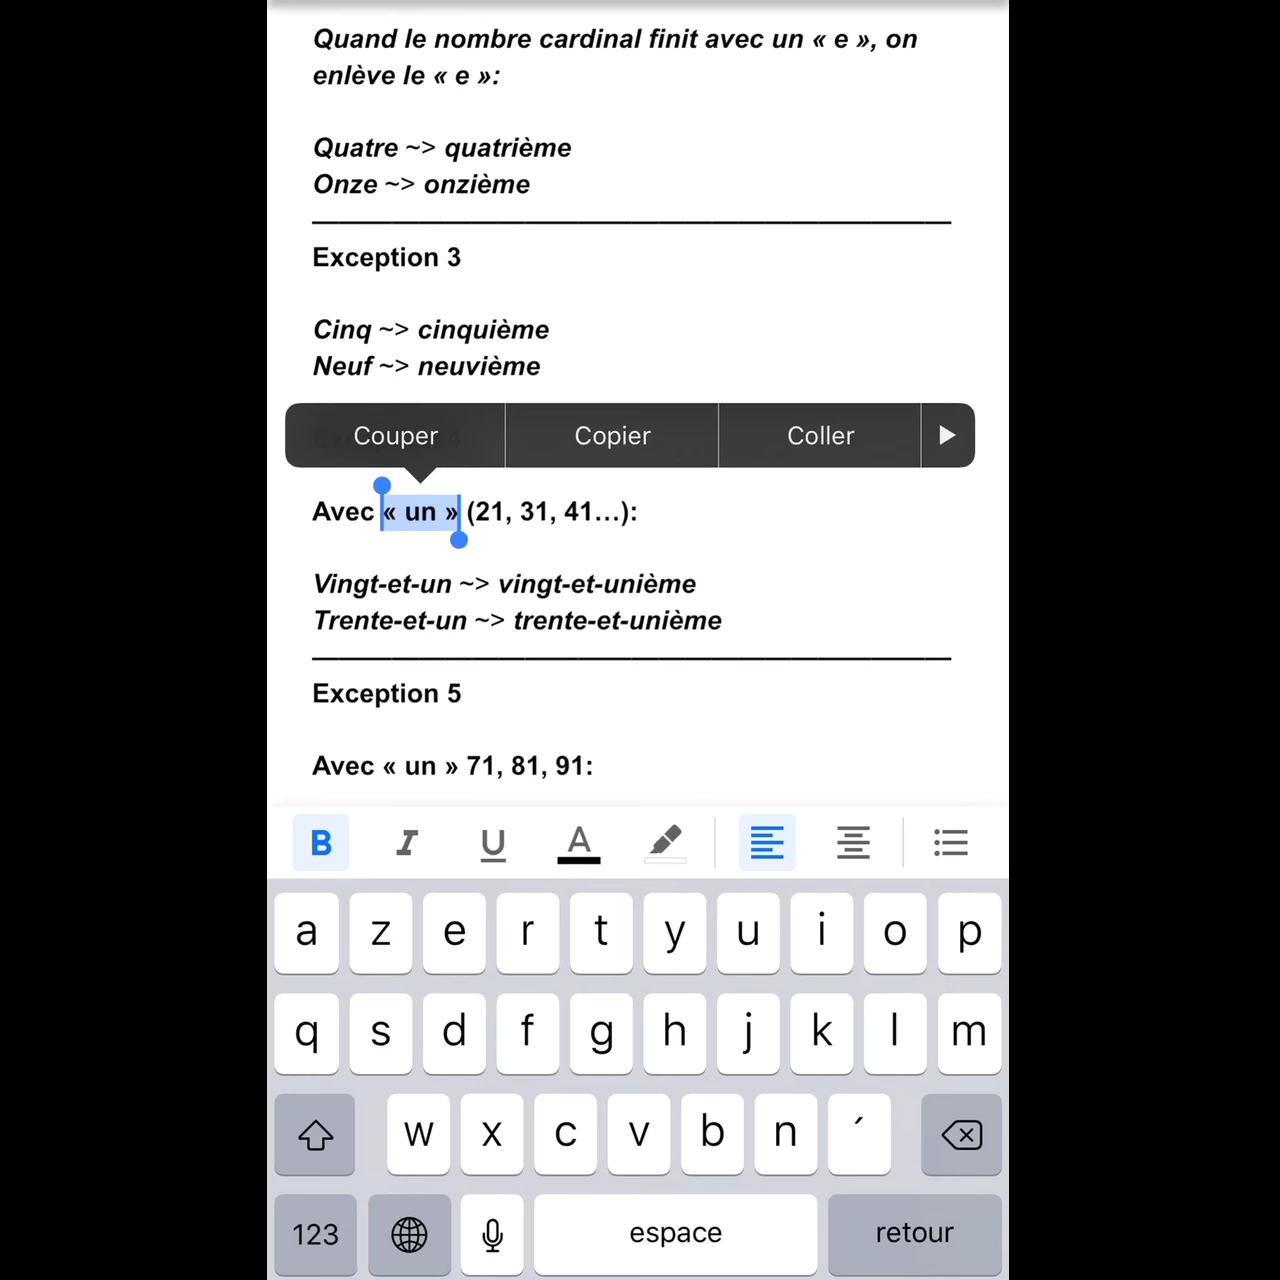 Quand le nombre cardinal finit avec un « e », on
enlève le « e »:
Quatre ~> quatrième
Onze ~> onzième
Exception 3
Cinq ~> cinquième
Neuf ~> neuvième
Couper Copier Coller
Avec « un » (21, 31, 41...):
Vingt-et-un ~> vingt-et-unième
Trente-et-un ~> trente-et-unième
Exception 5
Avec « un » 71, 81, 91:
B I U A
a z e r t y u i o p
q s d f g h j k l m
w x c v b n ´
123 espace retour